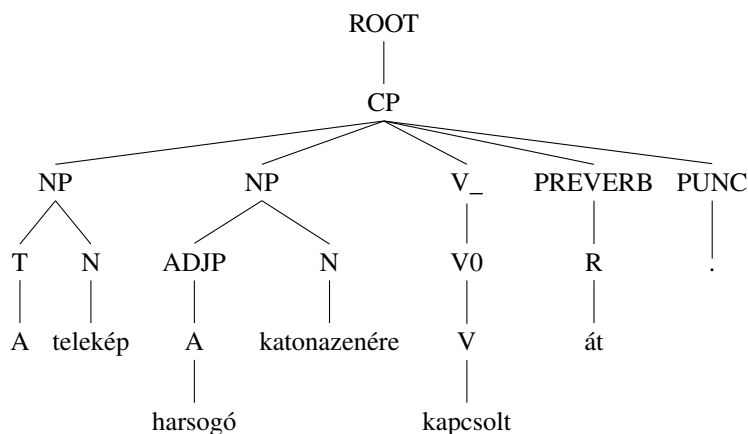 ROOT
CP
NP NP V_ PREVERB PUNC
T N ADJP N V0 R .
A telekép A katonazenére V át
harsogó kapcsolt